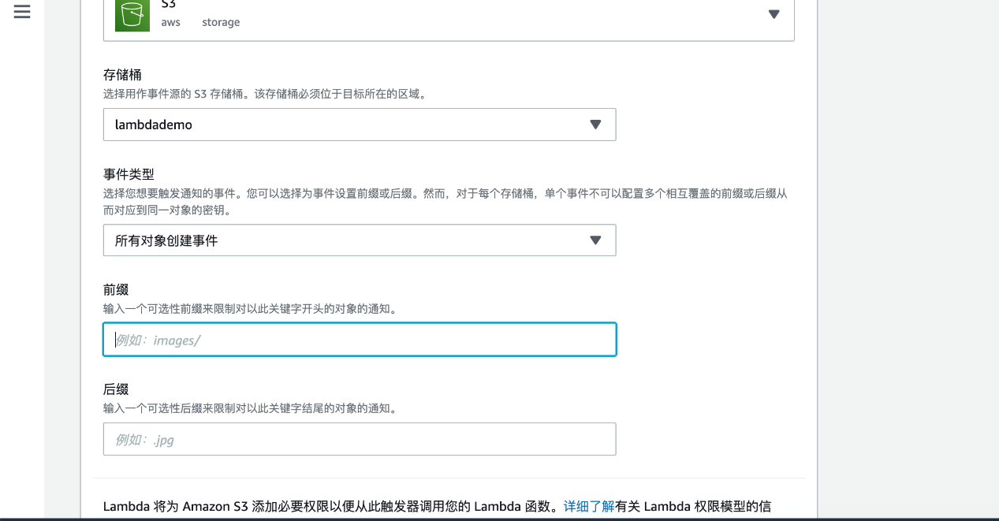 S3
aws storage
存储桶
选择用作事件源的 S3 存储桶。该存储桶必须位于目标所在的区域。
lambdademo
事件类型
选择您想要触发通知的事件。您可以选择为事件设置前缀或后缀。然而，对于每个存储桶，单个事件不可以配置多个相互覆盖的前缀或后缀从
而对应到同一对象的密钥。
所有对象创建事件
前缀
输入一个可选性前缀来限制对以此关键字开头的对象的通知。
例如：images/
后缀
输入一个可选性后缀来限制对以此关键字结尾的对象的通知。
例如：.jpg
Lambda 将为 Amazon S3 添加必要权限以便从此触发器调用您的 Lambda 函数。详细了解有关 Lambda 权限模型的信